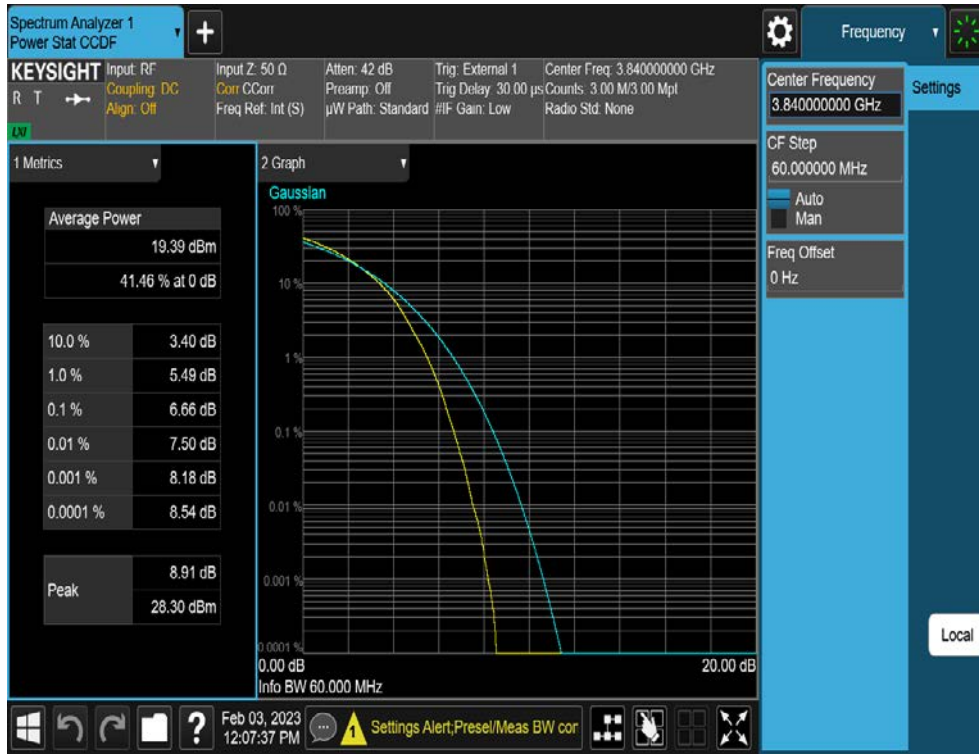 Spectrum Analyzer 1
Power Stat CCDF
+
Frequency
KEYSIGHT
R T
LXI
Input: RF
Coupling: DC
Align: Off
Input Z: 50 Ω
Corr CCorr
Freq Ref: Int (S)
Atten: 42 dB
Preamp: Off
µW Path: Standard
Trig: External 1
Trig Delay: 30.00 µs
#IF Gain: Low
Center Freq: 3.840000000 GHz
Counts: 3.00 M/3.00 Mpt
Radio Std: None
Center Frequency
3.840000000 GHz
Settings
CF Step
60.000000 MHz
Auto
Man
Freq Offset
0 Hz
Local
1 Metrics
Average Power
19.39 dBm
41.46 % at 0 dB
10.0 % 3.40 dB
1.0 % 5.49 dB
0.1 % 6.66 dB
0.01 % 7.50 dB
0.001 % 8.18 dB
0.0001 % 8.54 dB
Peak
8.91 dB
28.30 dBm
2 Graph
Gaussian
100 %
10 %
1 %
0.1 %
0.01 %
0.001 %
0.0001 %
0.00 dB 20.00 dB
Info BW 60.000 MHz
?
Feb 03, 2023
12:07:37 PM
1
Settings Alert;Presel/Meas BW cor